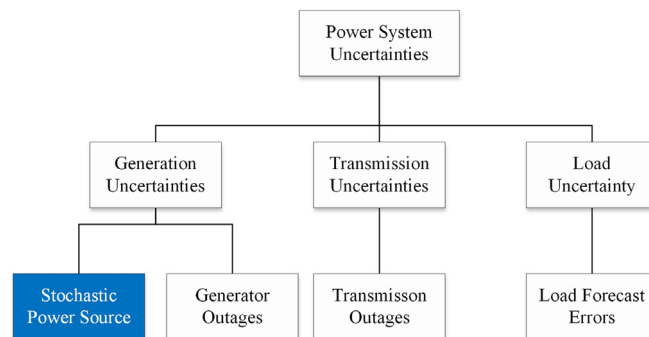 Power System
Uncertainties
Generation
Uncertainties
Transmission
Uncertainties
Load
Uncertainty
Stochastic
Power Source
Generator
Outages
Transmisson
Outages
Load Forecast
Errors